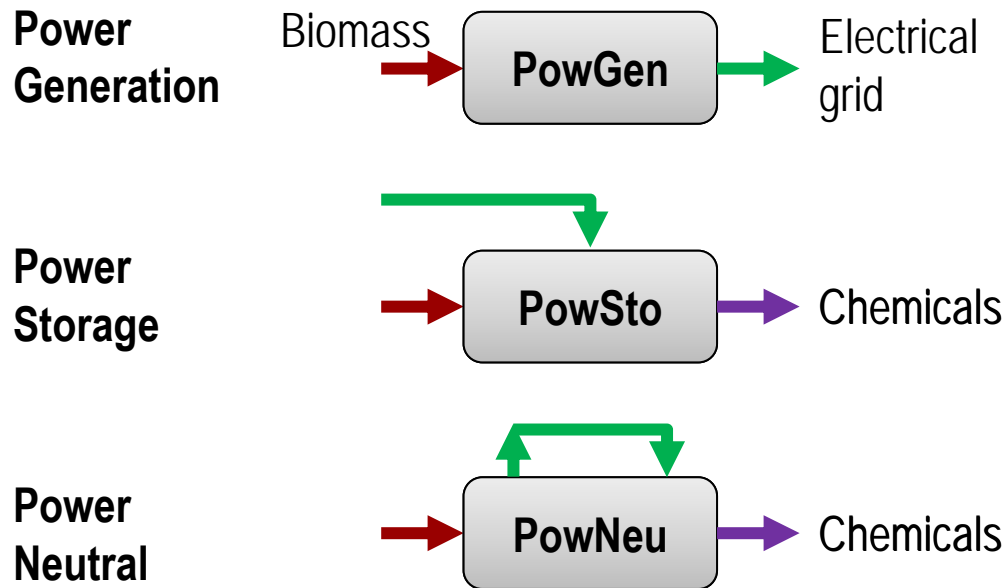 Power
Generation
Biomass
PowGen
Electrical
grid
Power
Storage
PowSto
Chemicals
Power
Neutral
PowNeu
Chemicals